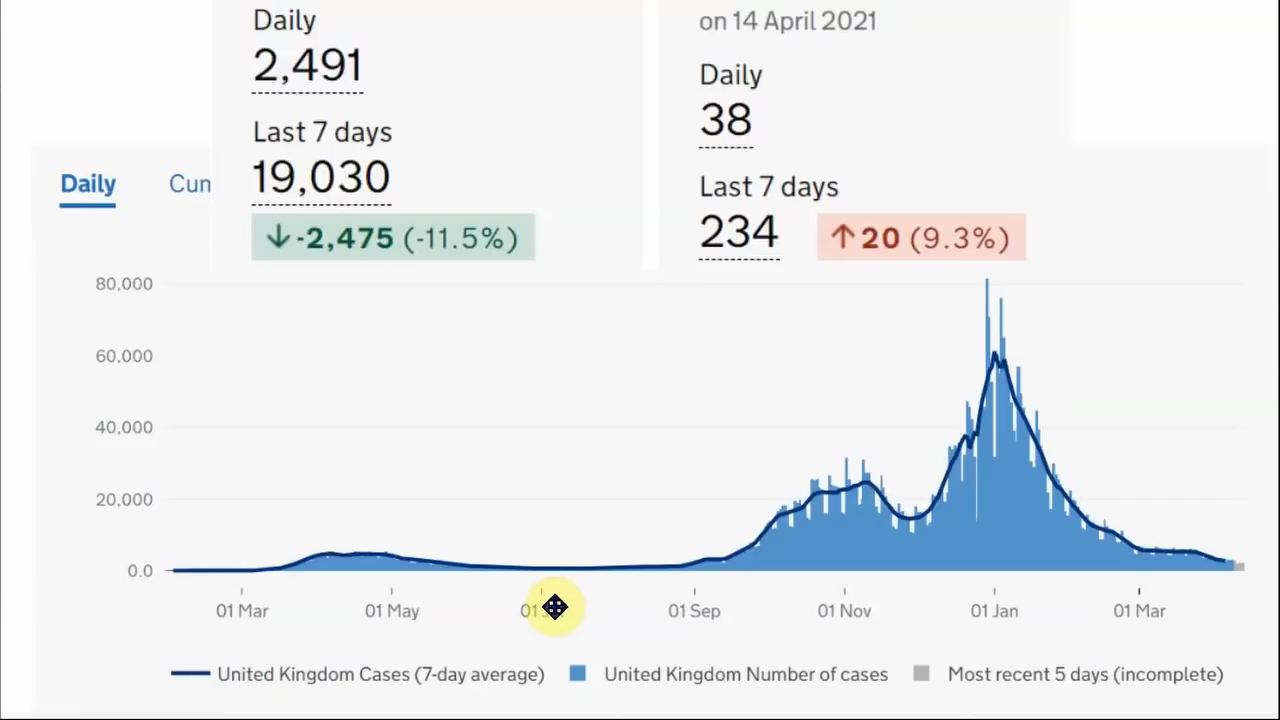 Daily
2,491
Last 7 days
19,030
↓ -2,475 (-11.5%)
on 14 April 2021
Daily
38
Last 7 days
234
↑ 20 (9.3%)
Daily
Cun
80,000
60,000
40,000
20,000
0.0
01 Mar
01 May
01
01 Sep
01 Nov
01 Jan
01 Mar
United Kingdom Cases (7-day average)
United Kingdom Number of cases
Most recent 5 days (incomplete)